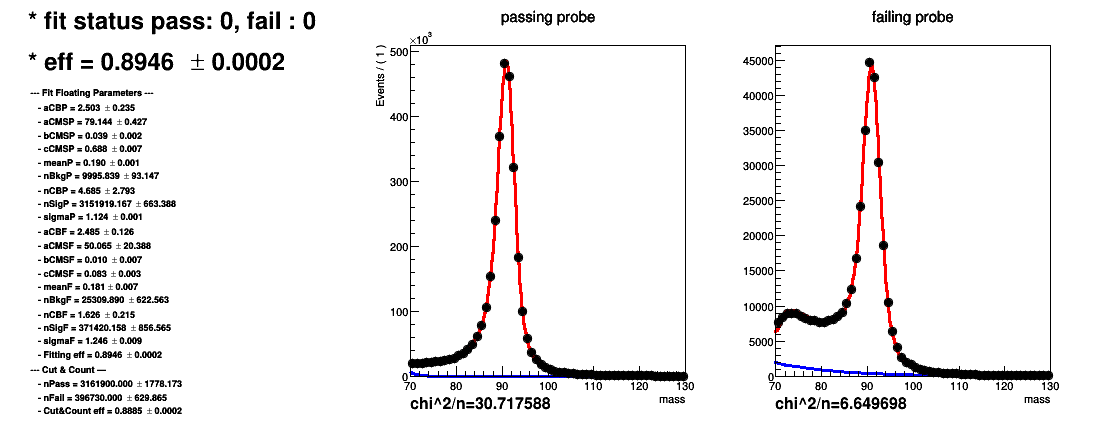 * fit status pass: 0, fail : 0
* eff = 0.8946 ± 0.0002
--- Fit Floating Parameters ---
- aCBP = 2.503 ± 0.235
- aCMSP = 79.144 ± 0.427
- bCMSP = 0.039 ± 0.002
- cCMSP = 0.688 ± 0.007
- meanP = 0.190 ± 0.001
- nBkgP = 9995.839 ± 93.147
- nCBP = 4.685 ± 2.793
- nSigP = 3151919.167 ± 663.388
- sigmaP = 1.124 ± 0.001
- aCBF = 2.485 ± 0.126
- aCMSF = 50.065 ± 20.388
- bCMSF = 0.010 ± 0.007
- cCMSF = 0.083 ± 0.003
- meanF = 0.181 ± 0.007
- nBkgF = 25309.890 ± 622.563
- nCBF = 1.626 ± 0.215
- nSigF = 371420.158 ± 856.565
- sigmaF = 1.246 ± 0.009
- Fitting eff = 0.8946 ± 0.0002
--- Cut & Count ---
- nPass = 3161900.000 ± 1778.173
- nFail = 396730.000 ± 629.865
- Cut&Count eff = 0.8885 ± 0.0002
passing probe
×10³
Events / ( 1 )
500
400
300
200
100
0
70 80 90 100 110 120 130
mass
chi^2/n=30.717588
failing probe
45000
40000
35000
30000
25000
20000
15000
10000
5000
0
70 80 90 100 110 120 130
mass
chi^2/n=6.649698